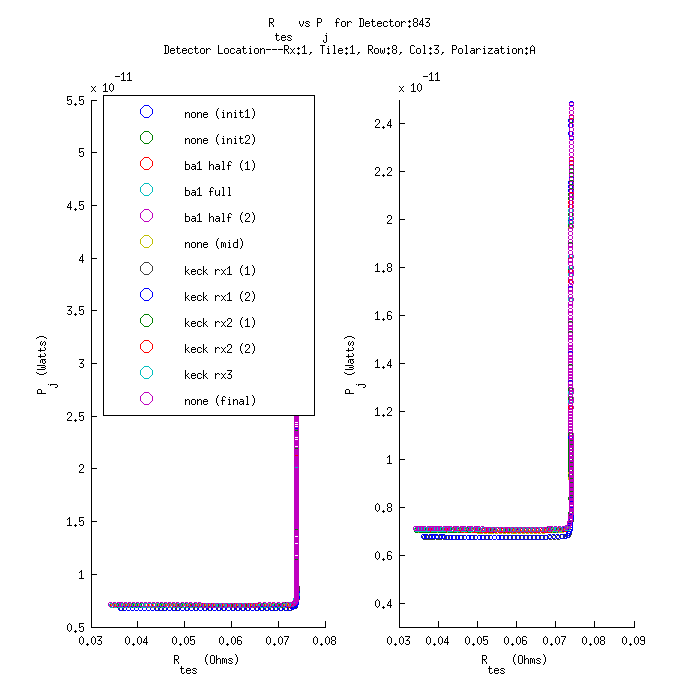 R_tes vs P_j for Detector:843
Detector Location---Rx:1, Tile:1, Row:8, Col:3, Polarization:A
x 10^-11
5.5
5
4.5
4
3.5
3
2.5
2
1.5
1
0.5
P_j (Watts)
0.03 0.04 0.05 0.06 0.07 0.08
R_tes (Ohms)
none (init1)
none (init2)
ba1 half (1)
ba1 full
ba1 half (2)
none (mid)
keck rx1 (1)
keck rx1 (2)
keck rx2 (1)
keck rx2 (2)
keck rx3
none (final)
x 10^-11
2.4
2.2
2
1.8
1.6
1.4
1.2
1
0.8
0.6
0.4
P_j (Watts)
0.03 0.04 0.05 0.06 0.07 0.08 0.09
R_tes (Ohms)